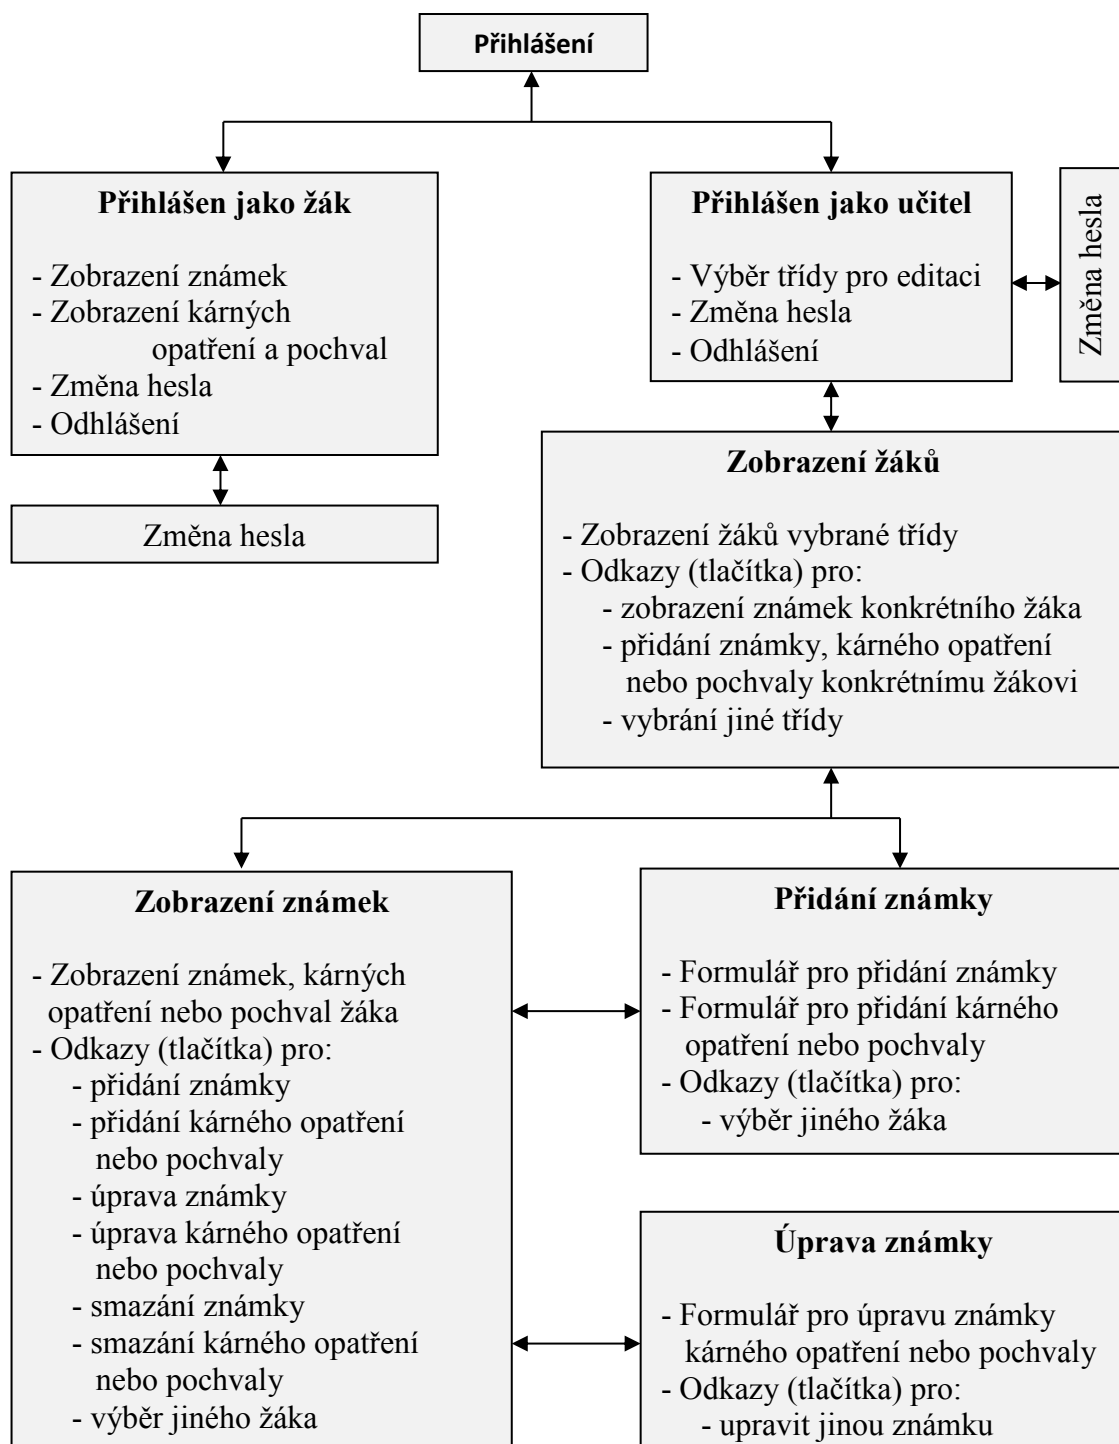 Přihlášení
Přihlášen jako žák
- Zobrazení známek
- Zobrazení kárných
opatření a pochval
- Změna hesla
- Odhlášení
Změna hesla
Přihlášen jako učitel
- Výběr třídy pro editaci
- Změna hesla
- Odhlášení
Změna hesla
Zobrazení žáků
- Zobrazení žáků vybrané třídy
- Odkazy (tlačítka) pro:
- zobrazení známek konkrétního žáka
- přidání známky, kárného opatření
nebo pochvaly konkrétnímu žákovi
- vybrání jiné třídy
Zobrazení známek
- Zobrazení známek, kárných
opatření nebo pochval žáka
- Odkazy (tlačítka) pro:
- přidání známky
- přidání kárného opatření
nebo pochvaly
- úprava známky
- úprava kárného opatření
nebo pochvaly
- smazání známky
- smazání kárného opatření
nebo pochvaly
- výběr jiného žáka
Přidání známky
- Formulář pro přidání známky
- Formulář pro přidání kárného
opatření nebo pochvaly
- Odkazy (tlačítka) pro:
- výběr jiného žáka
Úprava známky
- Formulář pro úpravu známky
kárného opatření nebo pochvaly
- Odkazy (tlačítka) pro:
- upravit jinou známku